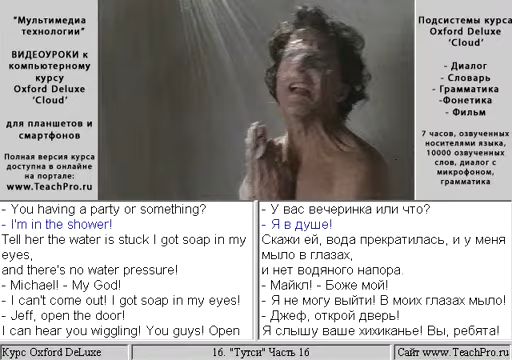 "Мультимедиа
технологии"
ВИДЕОУРОКИ к
компьютерному
курсу
Oxford Deluxe
'Cloud'
для планшетов и
смартфонов
Полная версия курса
доступна в онлайне
на портале:
www.TeachPro.ru
Подсистемы курса
Oxford Deluxe
'Cloud'
- Диалог
- Словарь
- Грамматика
-Фонетика
- Фильм
7 часов, озвученных
носителями языка,
10000 озвученных
слов, диалог с
микрофоном,
грамматика
- You having a party or something?
- I'm in the shower!
Tell her the water is stuck I got soap in my
eyes,
and there's no water pressure!
- Michael! - My God!
- I can't come out! I got soap in my eyes!
- Jeff, open the door!
I can hear you wiggling! You guys! Open
- У вас вечеринка или что?
- Я в душе!
Скажи ей, вода прекратилась, и у меня
мыло в глазах,
и нет водяного напора.
- Майкл! - Боже мой!
- Я не могу выйти! В моих глазах мыло!
- Джеф, открой дверь!
Я слышу ваше хихиканье! Вы, ребята!
Курс Oxford DeLuxe
16. "Тутси" Часть 16
Сайт www.TeachPro.ru